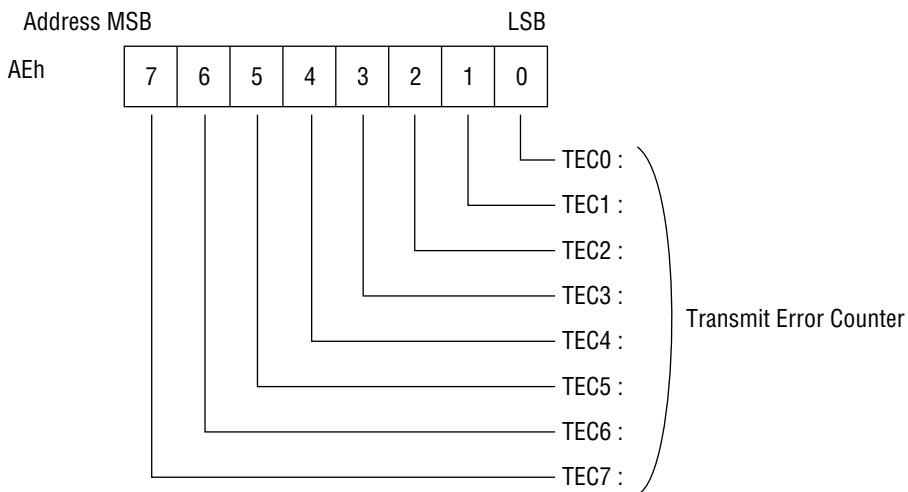 Address MSB LSB
AEh 7 6 5 4 3 2 1 0
TEC0 :
TEC1 :
TEC2 :
TEC3 :
TEC4 :
TEC5 :
TEC6 :
TEC7 :
Transmit Error Counter